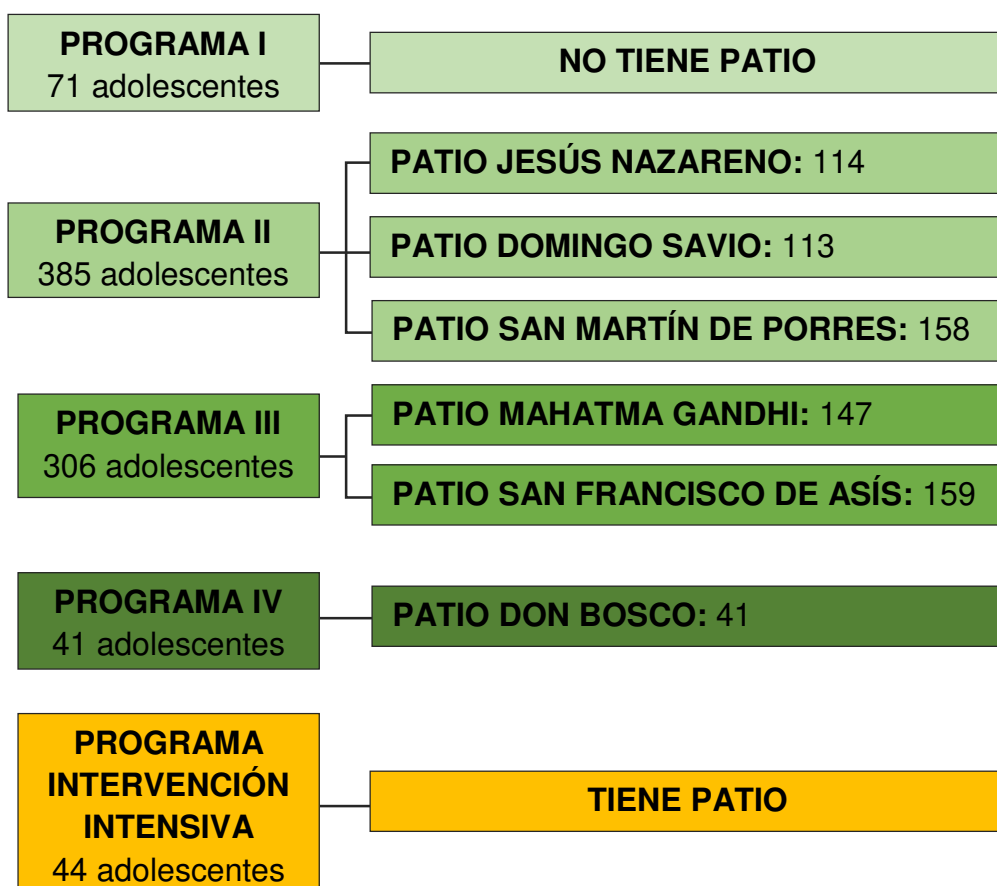 PROGRAMA I
71 adolescentes
NO TIENE PATIO
PROGRAMA II
385 adolescentes
PATIO JESÚS NAZARENO: 114
PATIO DOMINGO SAVIO: 113
PATIO SAN MARTÍN DE PORRES: 158
PROGRAMA III
306 adolescentes
PATIO MAHATMA GANDHI: 147
PATIO SAN FRANCISCO DE ASÍS: 159
PROGRAMA IV
41 adolescentes
PATIO DON BOSCO: 41
PROGRAMA
INTERVENCIÓN
INTENSIVA
44 adolescentes
TIENE PATIO